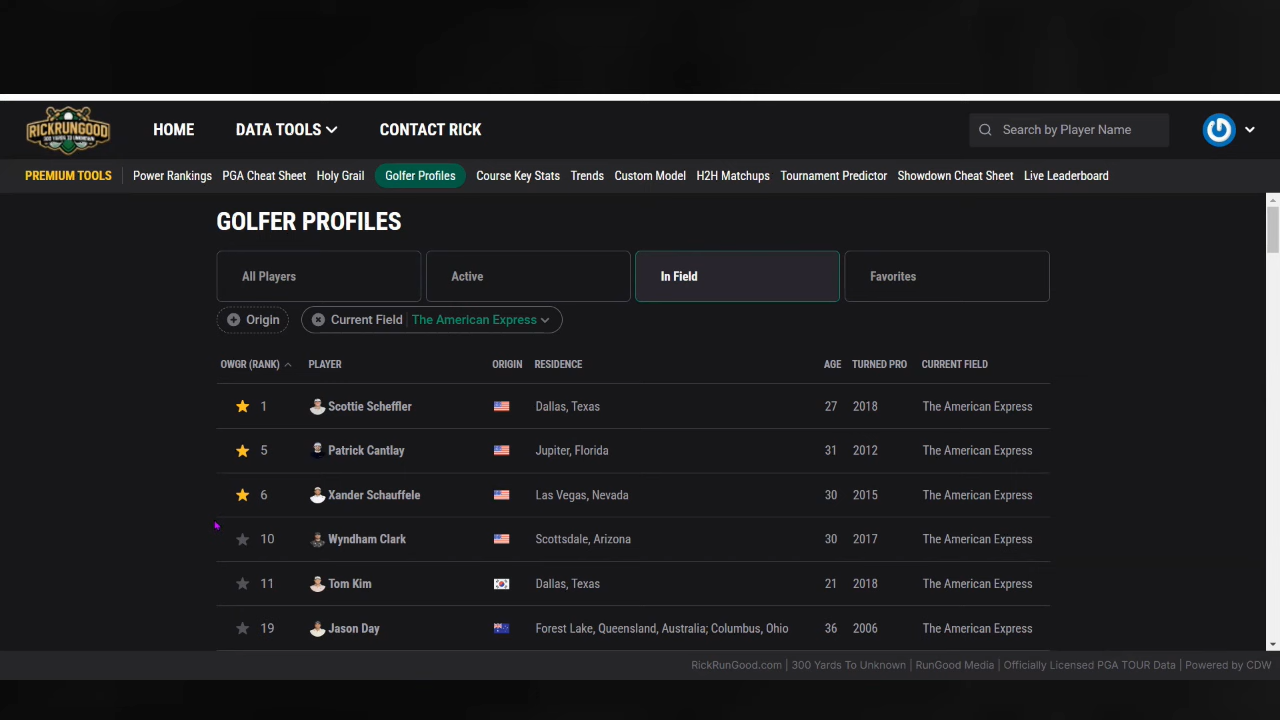 RICKRUNGOOD
300 YARDS TO UNKNOWN
HOME
DATA TOOLS
CONTACT RICK
Search by Player Name
PREMIUM TOOLS
Power Rankings
PGA Cheat Sheet
Holy Grail
Golfer Profiles
Course Key Stats
Trends
Custom Model
H2H Matchups
Tournament Predictor
Showdown Cheat Sheet
Live Leaderboard
GOLFER PROFILES
All Players
Active
In Field
Favorites
Origin
Current Field The American Express
OWGR (RANK) PLAYER ORIGIN RESIDENCE AGE TURNED PRO CURRENT FIELD
1 Scottie Scheffler Dallas, Texas 27 2018 The American Express
5 Patrick Cantlay Jupiter, Florida 31 2012 The American Express
6 Xander Schauffele Las Vegas, Nevada 30 2015 The American Express
10 Wyndham Clark Scottsdale, Arizona 30 2017 The American Express
11 Tom Kim Dallas, Texas 21 2018 The American Express
19 Jason Day Forest Lake, Queensland, Australia; Columbus, Ohio 36 2006 The American Express
RickRunGood.com | 300 Yards To Unknown | RunGood Media | Officially Licensed PGA TOUR Data | Powered by CDW